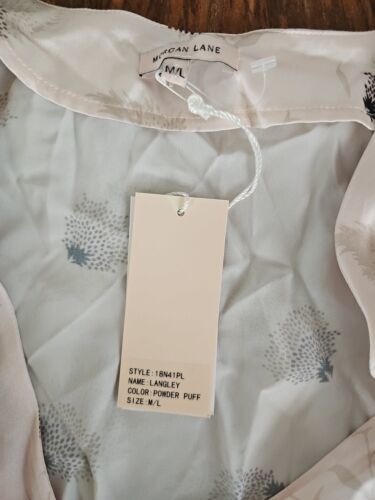 MORGAN LANE
M/L
STYLE:18N41PL
NAME:LANGLEY
COLOR:POWDER PUFF
SIZE:M/L